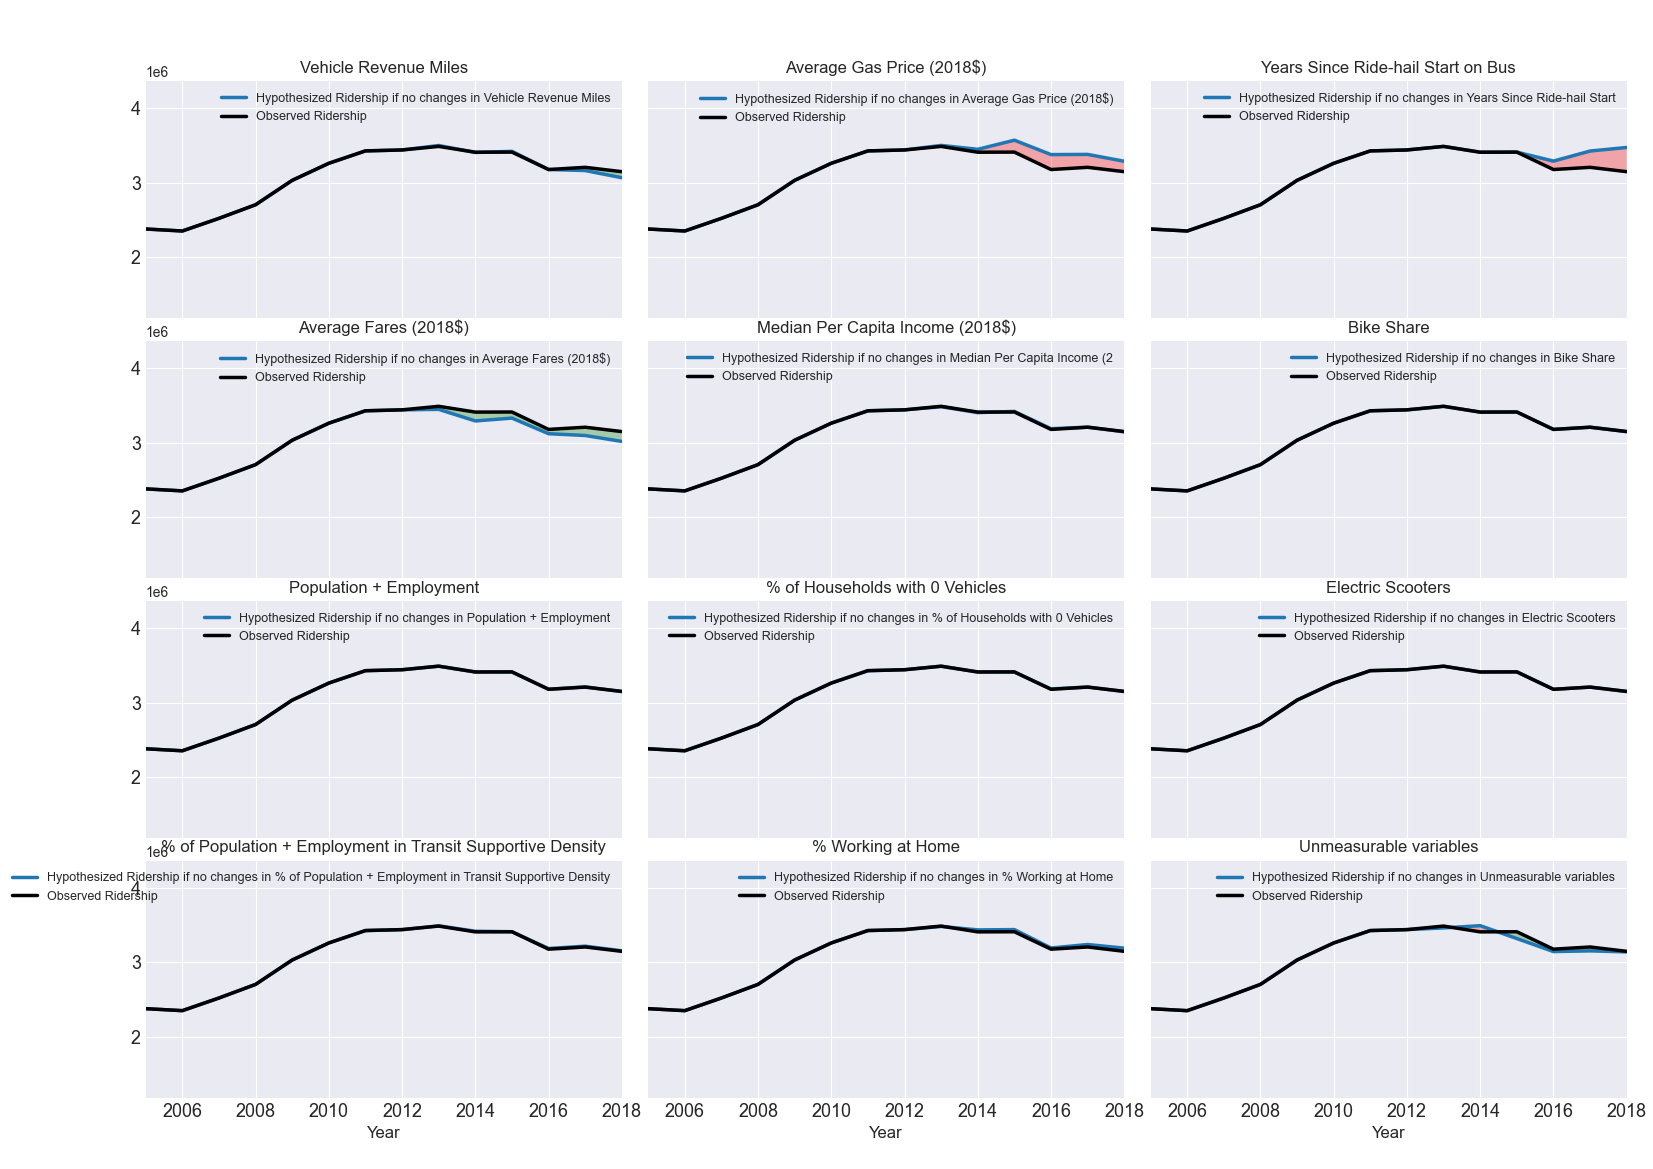 Vehicle Revenue Miles
Average Gas Price (2018$)
Years Since Ride-hail Start on Bus
1e6
Hypothesized Ridership if no changes in Vehicle Revenue Miles
Observed Ridership
Hypothesized Ridership if no changes in Average Gas Price (2018$)
Observed Ridership
Hypothesized Ridership if no changes in Years Since Ride-hail Start
Observed Ridership
4
3
2
Average Fares (2018$)
Median Per Capita Income (2018$)
Bike Share
1e6
Hypothesized Ridership if no changes in Average Fares (2018$)
Observed Ridership
Hypothesized Ridership if no changes in Median Per Capita Income (2
Observed Ridership
Hypothesized Ridership if no changes in Bike Share
Observed Ridership
4
3
2
Population + Employment
% of Households with 0 Vehicles
Electric Scooters
1e6
Hypothesized Ridership if no changes in Population + Employment
Observed Ridership
Hypothesized Ridership if no changes in % of Households with 0 Vehicles
Observed Ridership
Hypothesized Ridership if no changes in Electric Scooters
Observed Ridership
4
3
2
% of Population + Employment in Transit Supportive Density
% Working at Home
Unmeasurable variables
1e6
Hypothesized Ridership if no changes in % of Population + Employment in Transit Supportive Density
Observed Ridership
Hypothesized Ridership if no changes in % Working at Home
Observed Ridership
Hypothesized Ridership if no changes in Unmeasurable variables
Observed Ridership
4
3
2
2006 2008 2010 2012 2014 2016 2018
2006 2008 2010 2012 2014 2016 2018
2006 2008 2010 2012 2014 2016 2018
Year
Year
Year